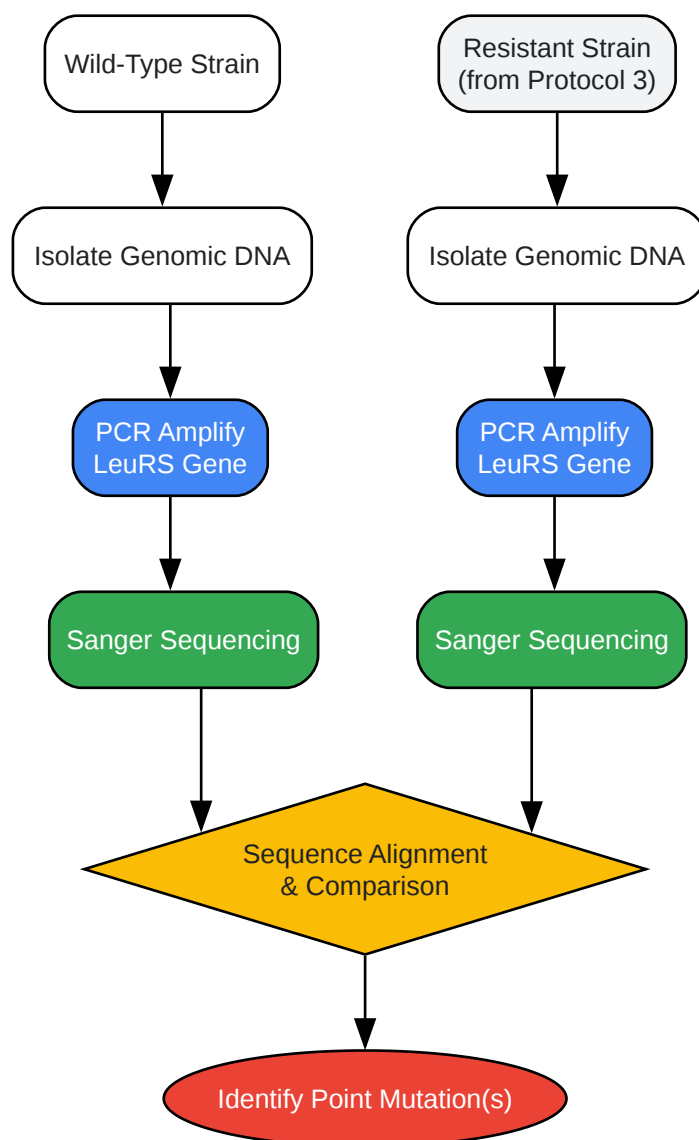 Wild-Type Strain
Resistant Strain
(from Protocol 3)
Isolate Genomic DNA
Isolate Genomic DNA
PCR Amplify
LeuRS Gene
PCR Amplify
LeuRS Gene
Sanger Sequencing
Sanger Sequencing
Sequence Alignment
& Comparison
Identify Point Mutation(s)